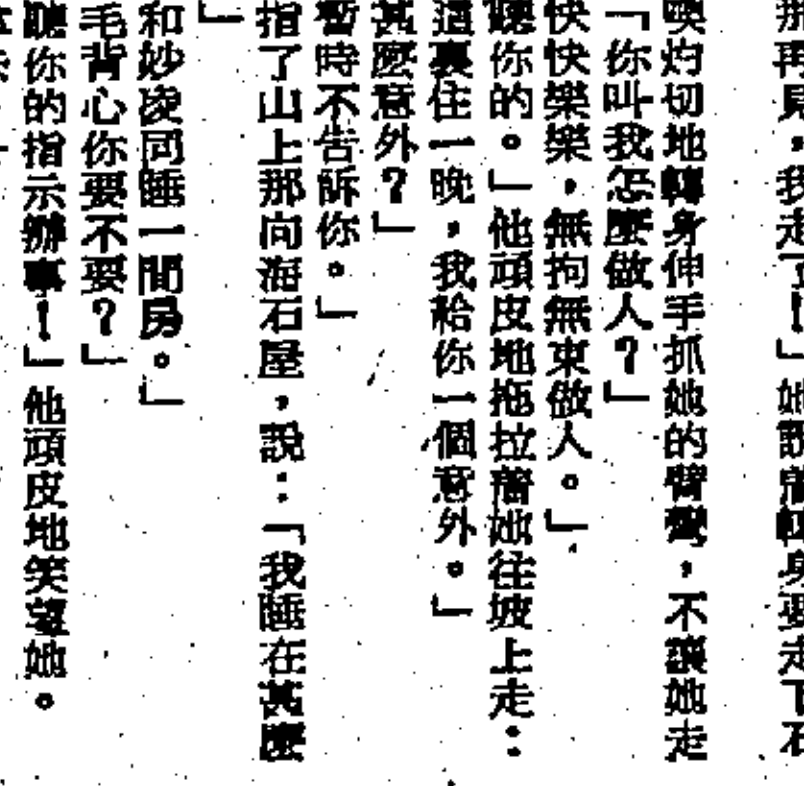 那再見，我走了！」她說着轉身要走下石
喚灼切地轉身伸手抓她的臂彎，不讓她走
「你叫我怎麼做人？」
快快樂樂，無拘無束做人。」
聽你的。」他頑皮地拖拉着她往坡上走：
這裏住一晚，我給你一個意外。」
甚麼意外？」
暫時不告訴你。」
指了山上那向海石屋，說：「我睡在甚麼
」
和妙凌同睡一間房。」
毛背心你要不要？」
聽你的指示辦事！」他頑皮地笑望她。